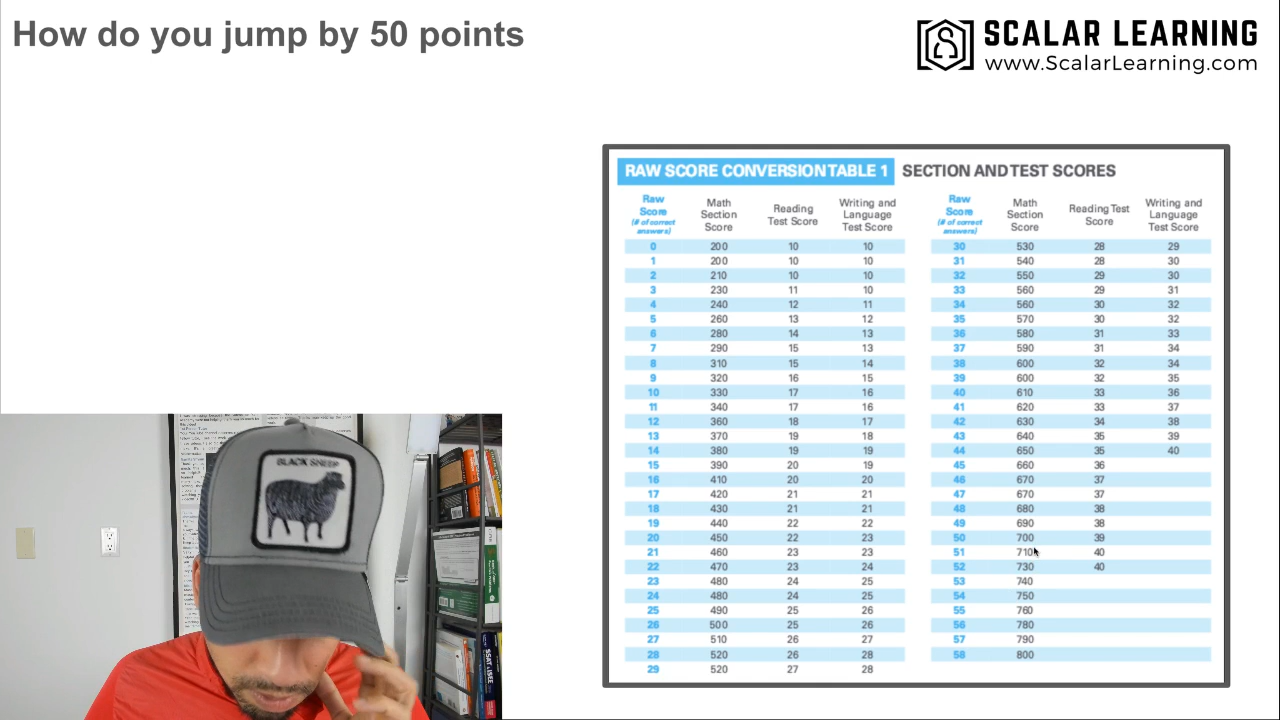 How do you jump by 50 points
SCALAR LEARNING
www.ScalarLearning.com
RAW SCORE CONVERSION TABLE 1 SECTION AND TEST SCORES
Raw Score (# of correct answers) Math Section Score Reading Test Score Writing and Language Test Score
0 200 10 10
1 200 10 10
2 210 10 10
3 230 11 10
4 240 12 11
5 260 13 12
6 280 14 13
7 290 15 13
8 310 15 14
9 320 16 15
10 330 17 16
11 340 17 16
12 360 18 17
13 370 19 18
14 380 19 19
15 390 20 19
16 410 20 20
17 420 21 21
18 430 21 21
19 440 22 22
20 450 22 23
21 460 23 23
22 470 23 24
23 480 24 25
24 480 24 25
25 490 25 26
26 500 25 26
27 510 26 27
28 520 26 28
29 520 27 28
Raw Score (# of correct answers) Math Section Score Reading Test Score Writing and Language Test Score
30 530 28 29
31 540 28 30
32 550 29 30
33 560 29 31
34 560 30 32
35 570 30 32
36 580 31 33
37 590 31 34
38 600 32 34
39 600 32 35
40 610 33 36
41 620 33 37
42 630 34 38
43 640 35 39
44 650 35 40
45 660 36
46 670 37
47 670 37
48 680 38
49 690 38
50 700 39
51 710 40
52 730 40
53 740
54 750
55 760
56 780
57 790
58 800
BLACK SHEEP